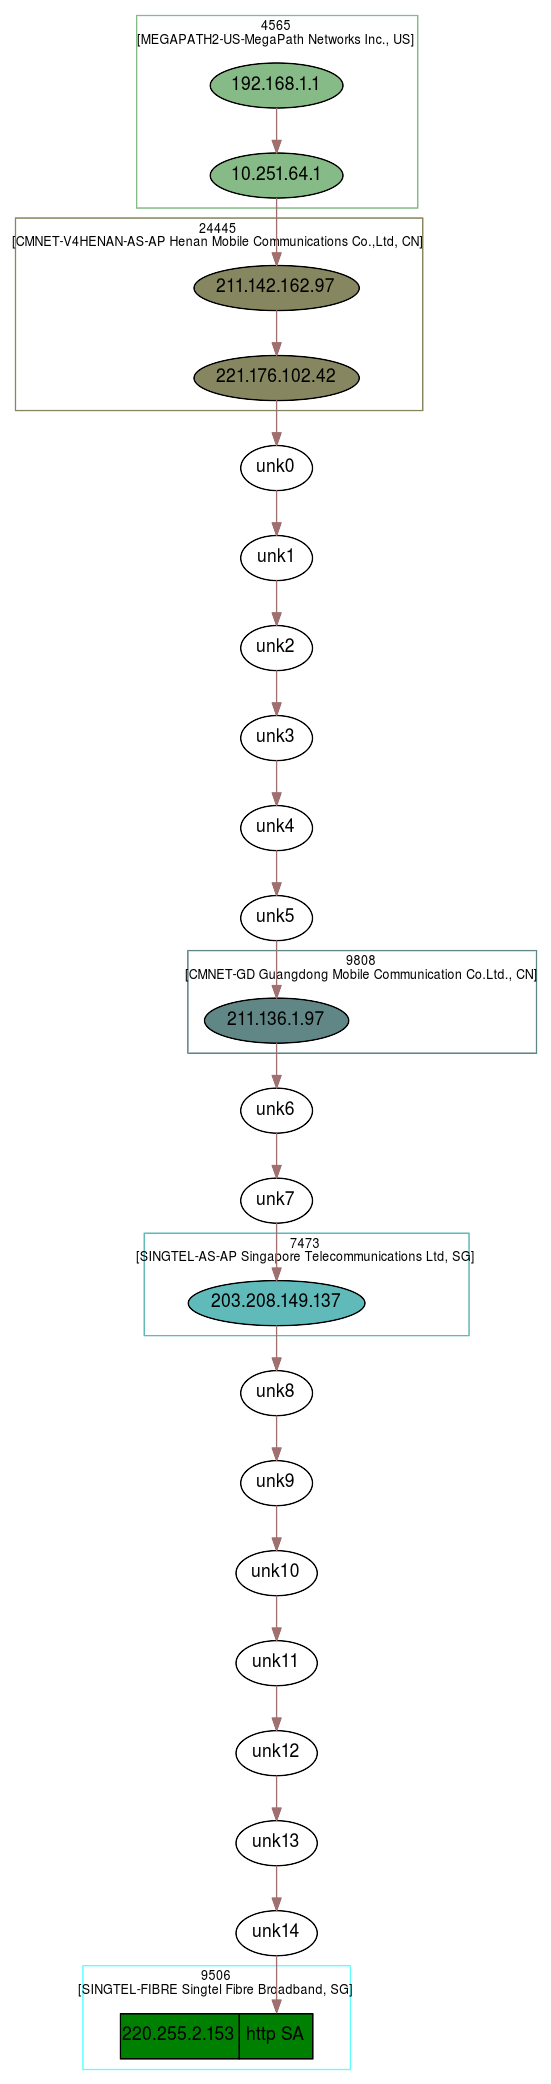 4565
[MEGAPATH2-US-MegaPath Networks Inc., US]
192.168.1.1
10.251.64.1
24445
[CMNET-V4HENAN-AS-AP Henan Mobile Communications Co.,Ltd, CN]
211.142.162.97
221.176.102.42
unk0
unk1
unk2
unk3
unk4
unk5
9808
[CMNET-GD Guangdong Mobile Communication Co.Ltd., CN]
211.136.1.97
unk6
unk7
7473
[SINGTEL-AS-AP Singapore Telecommunications Ltd, SG]
203.208.149.137
unk8
unk9
unk10
unk11
unk12
unk13
unk14
9506
[SINGTEL-FIBRE Singtel Fibre Broadband, SG]
220.255.2.153 http SA